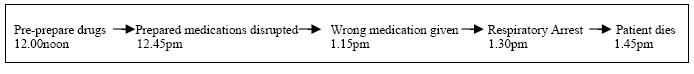 Pre-prepare drugs Prepared medications disrupted Wrong medication given Respiratory Arrest Patient dies
12.00noon 12.45pm 1.15pm 1.30pm 1.45pm